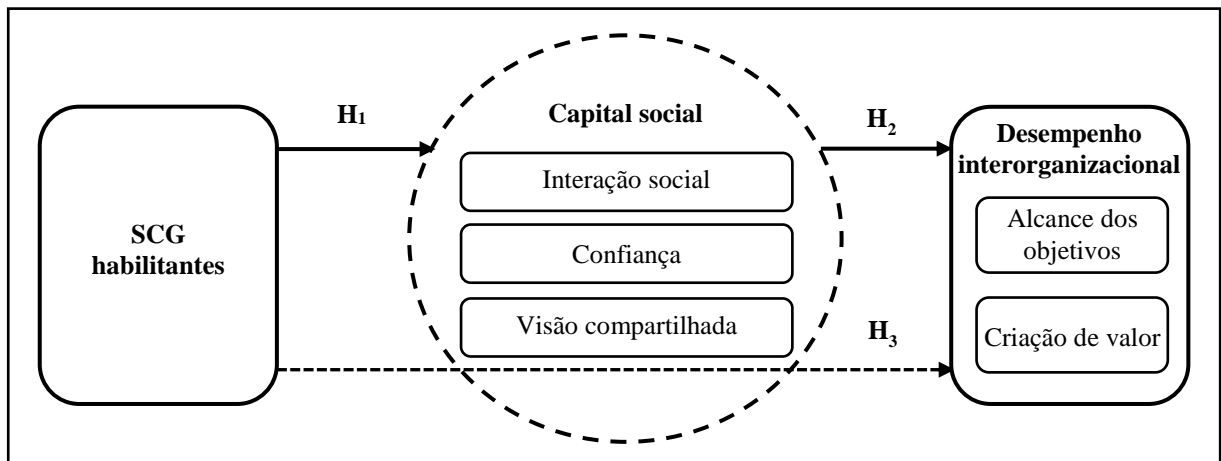 SCG
habilitantes
H1
Capital social
Interação social
Confiança
Visão compartilhada
H2
H3
Desempenho
interorganizacional
Alcance dos
objetivos
Criação de valor